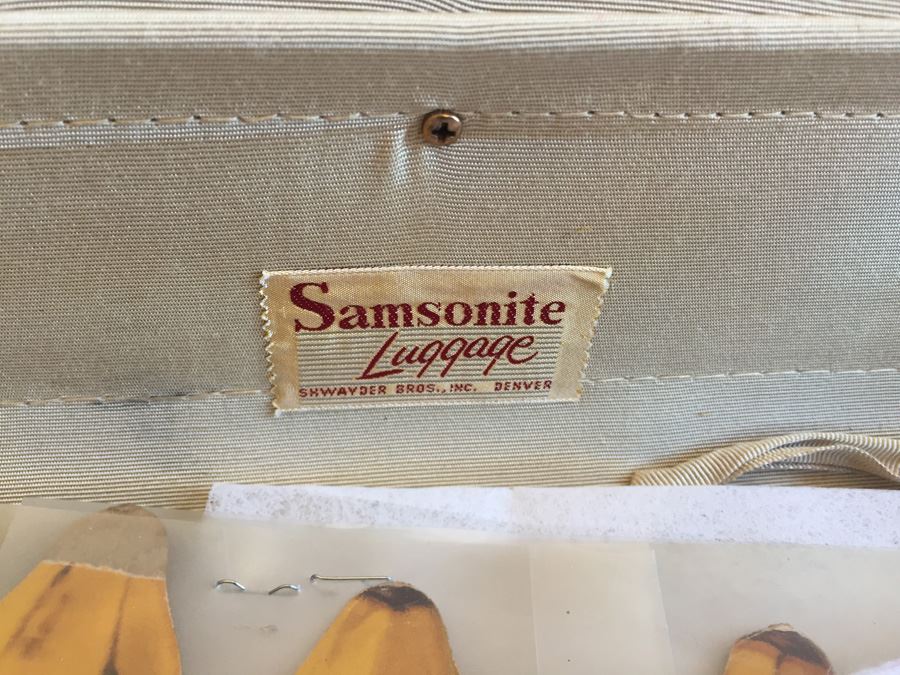 Samsonite
Luggage
SHWAYDER BROS., INC. DENVER